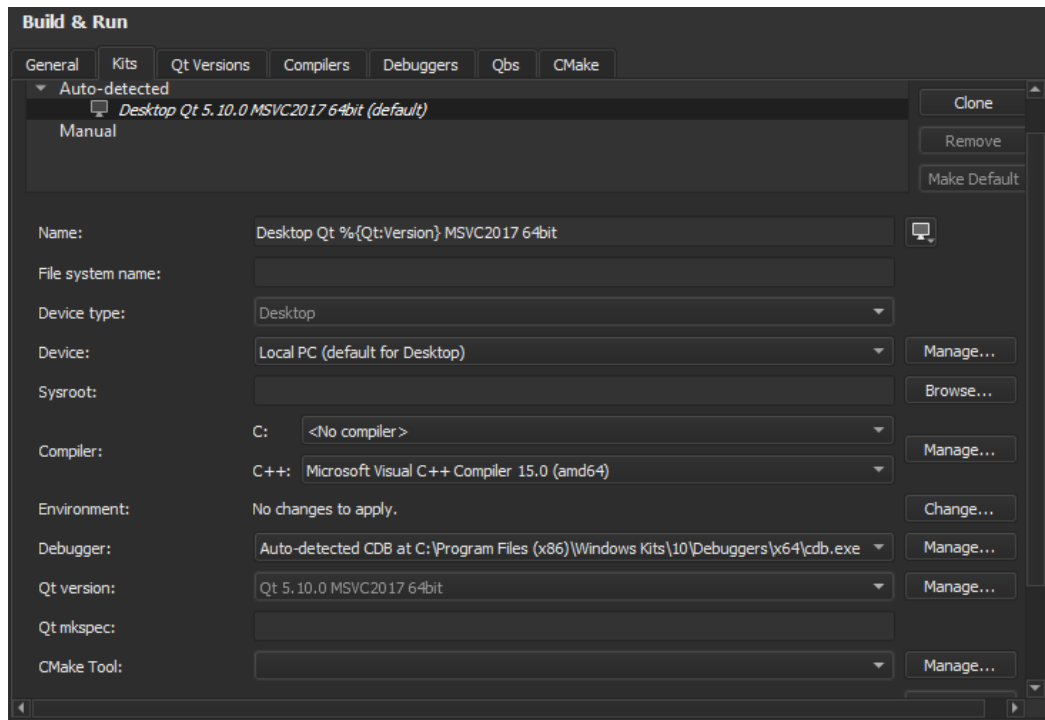 Build & Run
General Kits Qt Versions Compilers Debuggers Qbs CMake
Auto-detected
Desktop Qt 5.10.0 MSVC2017 64bit (default)
Manual
Clone
Remove
Make Default
Name: Desktop Qt %{Qt:Version} MSVC2017 64bit
File system name:
Device type: Desktop
Device: Local PC (default for Desktop) Manage...
Sysroot: Browse...
Compiler: C: <No compiler> Manage...
C++: Microsoft Visual C++ Compiler 15.0 (amd64)
Environment: No changes to apply. Change...
Debugger: Auto-detected CDB at C:\Program Files (x86)\Windows Kits\10\Debuggers\x64\cdb.exe Manage...
Qt version: Qt 5.10.0 MSVC2017 64bit Manage...
Qt mkspec:
CMake Tool: Manage...